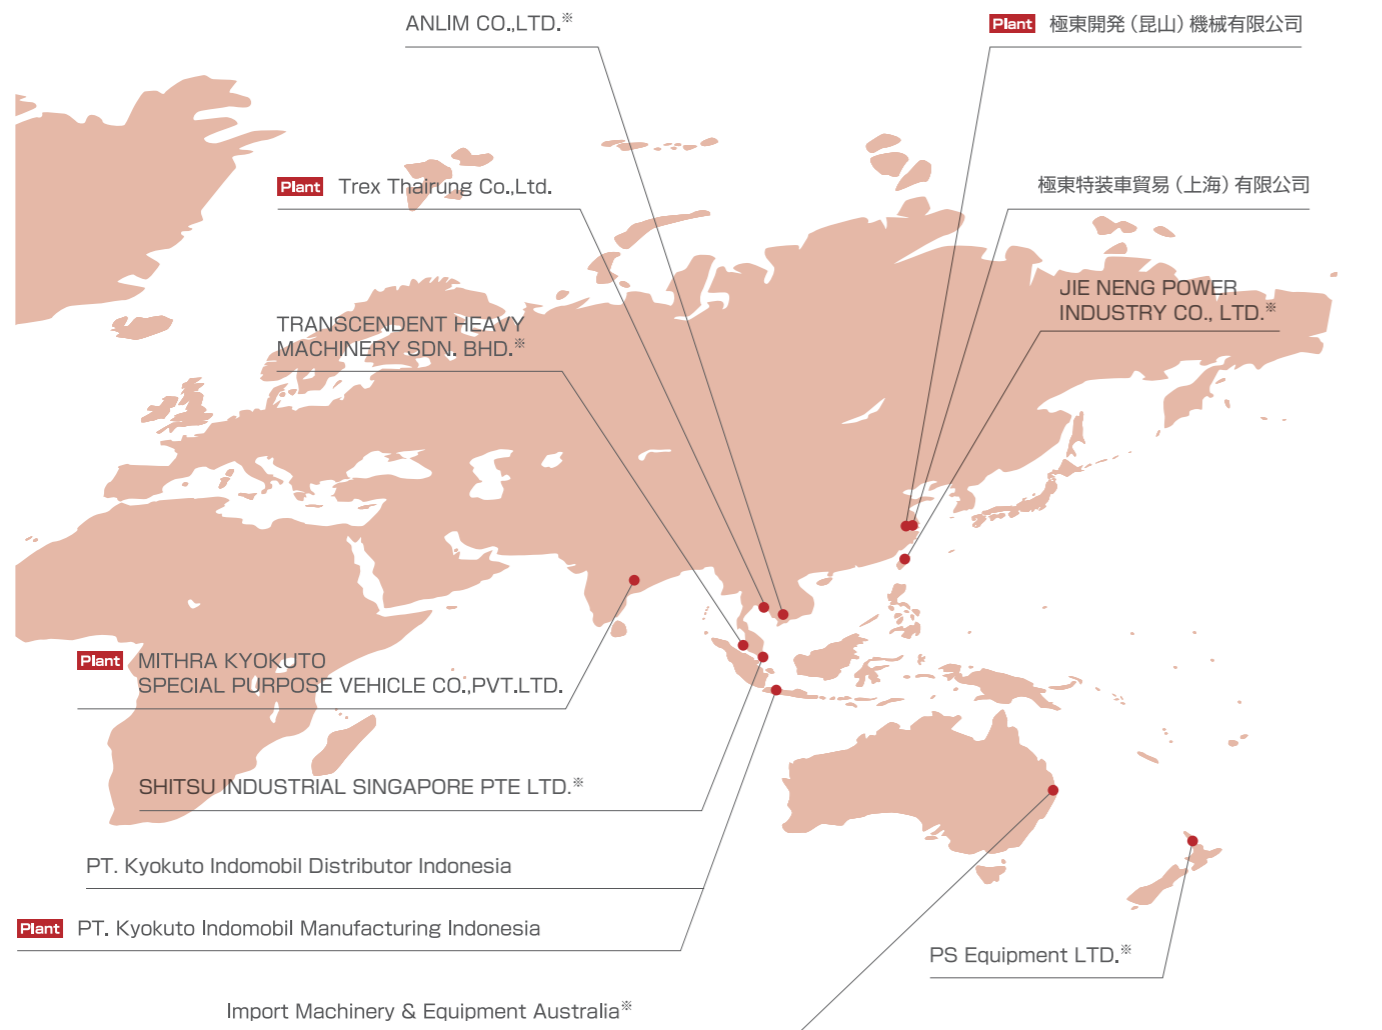 ANLIM CO.,LTD.※
Plant 極東開発（昆山）機械有限公司
Plant Trex Thairung Co.,Ltd.
極東特装車貿易（上海）有限公司
JIE NENG POWER
INDUSTRY CO., LTD.※
TRANSCENDENT HEAVY
MACHINERY SDN. BHD.※
Plant MITHRA KYOKUTO
SPECIAL PURPOSE VEHICLE CO.,PVT.LTD.
SHITSU INDUSTRIAL SINGAPORE PTE LTD.※
PT. Kyokuto Indomobil Distributor Indonesia
Plant PT. Kyokuto Indomobil Manufacturing Indonesia
PS Equipment LTD.※
Import Machinery & Equipment Australia※